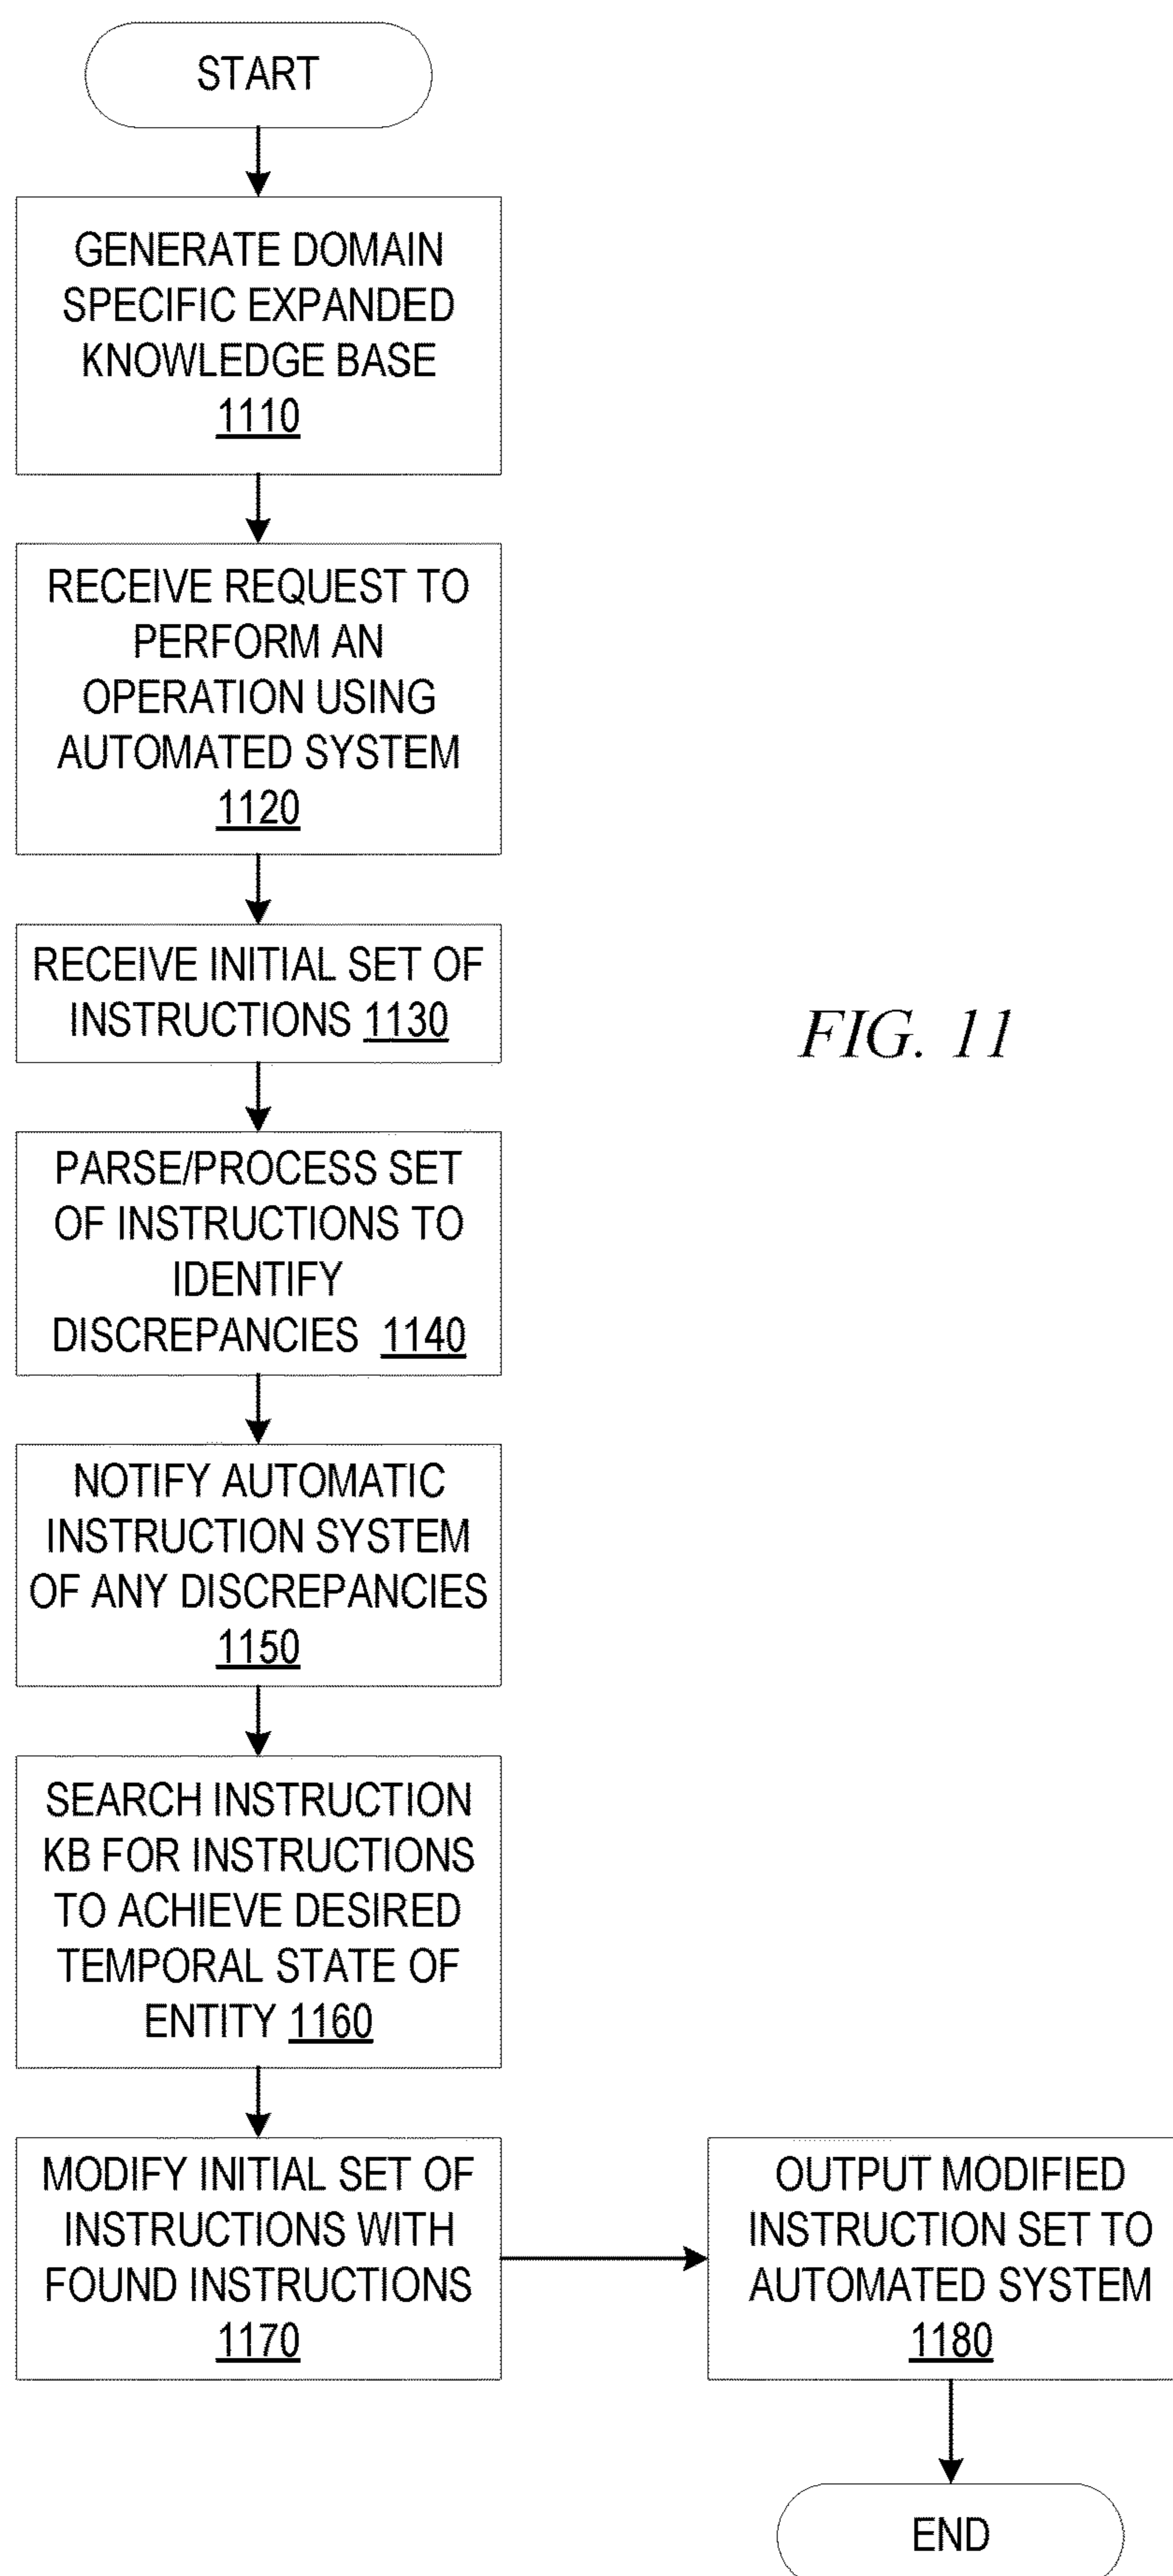 START
GENERATE DOMAIN
SPECIFIC EXPANDED
KNOWLEDGE BASE
1110
RECEIVE REQUEST TO
PERFORM AN
OPERATION USING
AUTOMATED SYSTEM
1120
RECEIVE INITIAL SET OF
INSTRUCTIONS 1130
FIG. 11
PARSE/PROCESS SET
OF INSTRUCTIONS TO
IDENTIFY
DISCREPANCIES 1140
NOTIFY AUTOMATIC
INSTRUCTION SYSTEM
OF ANY DISCREPANCIES
1150
SEARCH INSTRUCTION
KB FOR INSTRUCTIONS
TO ACHIEVE DESIRED
TEMPORAL STATE OF
ENTITY 1160
MODIFY INITIAL SET OF
INSTRUCTIONS WITH
FOUND INSTRUCTIONS
1170
OUTPUT MODIFIED
INSTRUCTION SET TO
AUTOMATED SYSTEM
1180
END